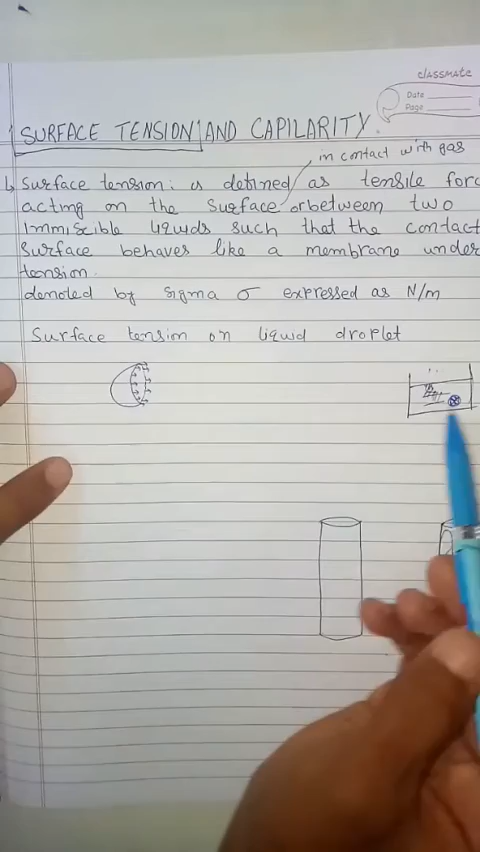 classmate
Date
Page
SURFACE TENSION AND CAPILARITY.
in contact with gas
Surface tension: is defined as tensile forc
acting on the surface or between two
immiscible liquids such that the contact
surface behaves like a membrane under
tension.
denoted by sigma σ expressed as N/m
Surface tension on liquid droplet